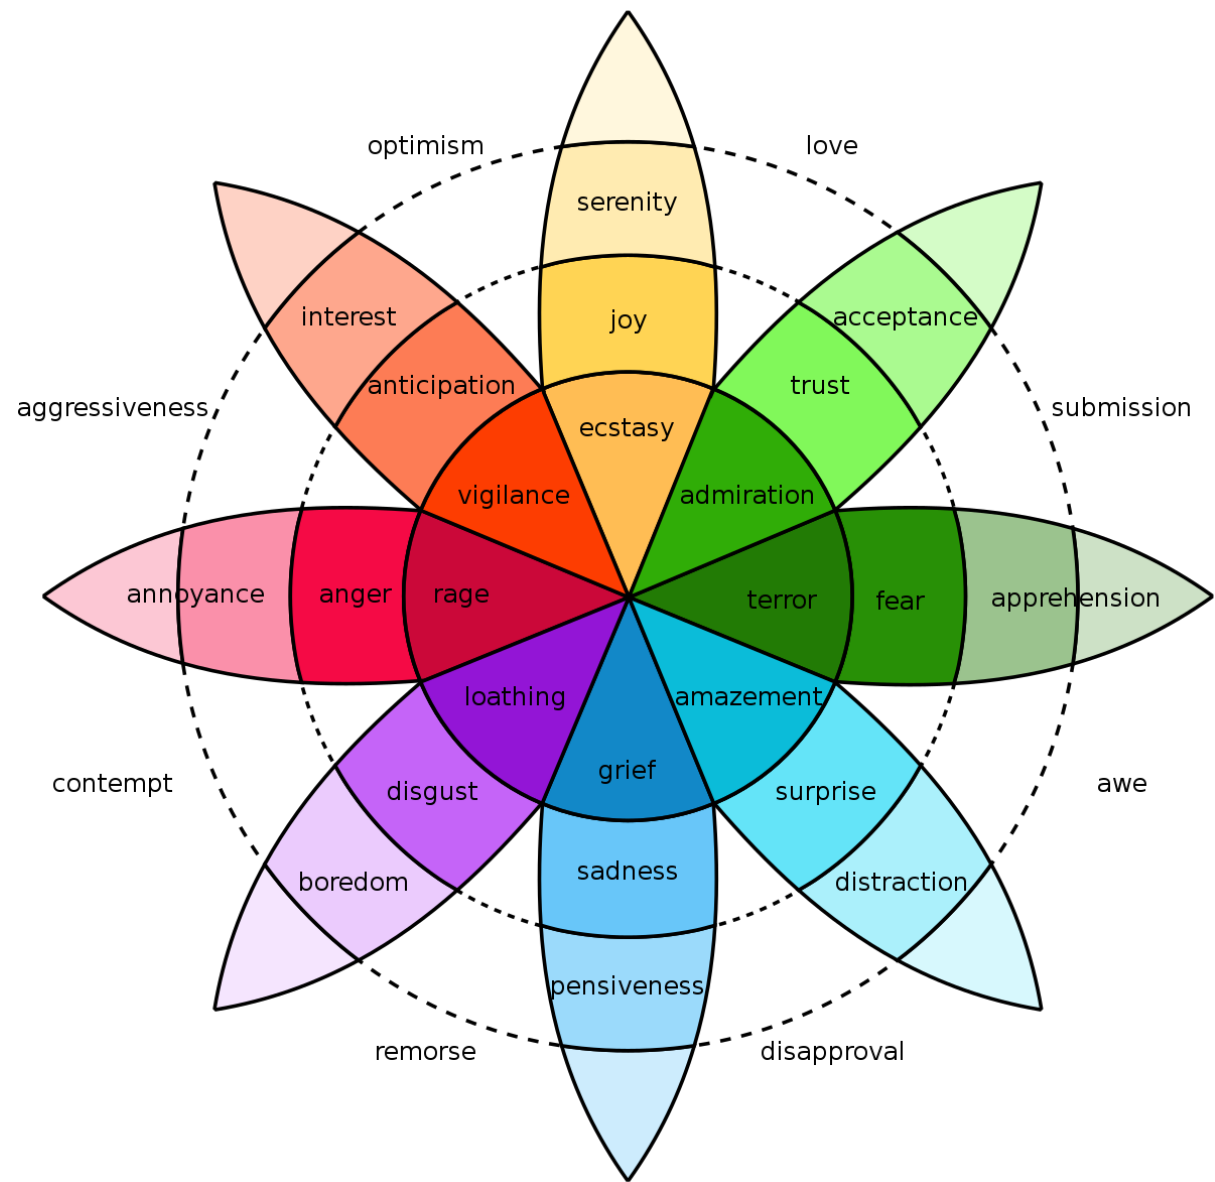 optimism
love
serenity
interest
joy
acceptance
anticipation
trust
aggressiveness
submission
ecstasy
vigilance
admiration
annoyance
anger
rage
terror
fear
apprehension
loathing
amazement
grief
contempt
awe
disgust
surprise
sadness
boredom
distraction
pensiveness
remorse
disapproval